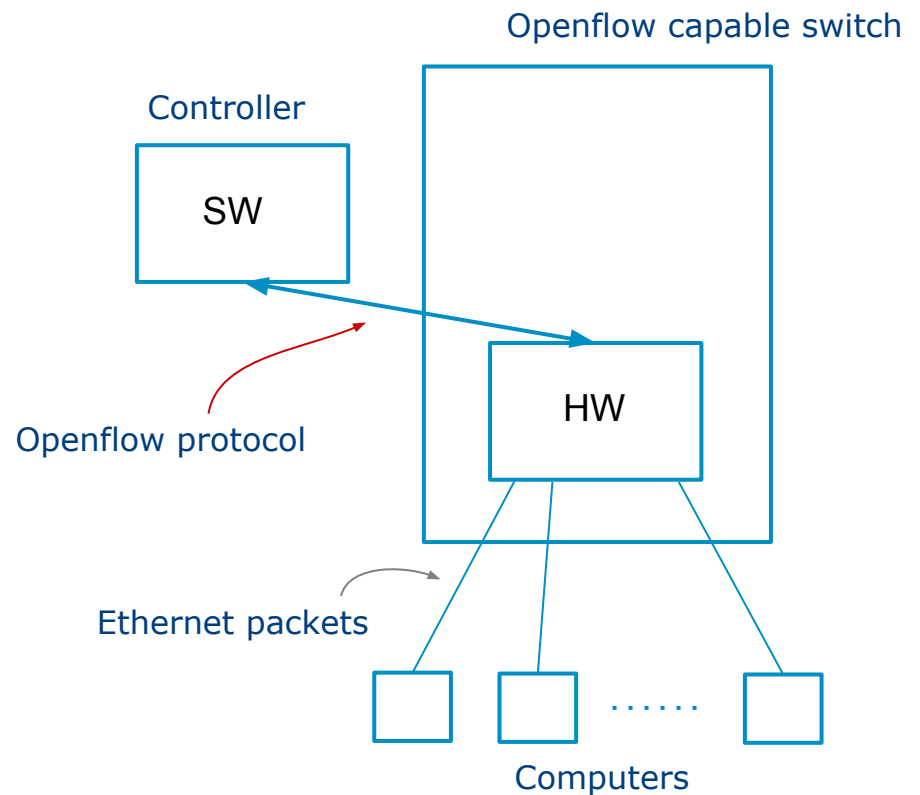 Openflow capable switch
Controller
SW
HW
Openflow protocol
Ethernet packets
......
Computers